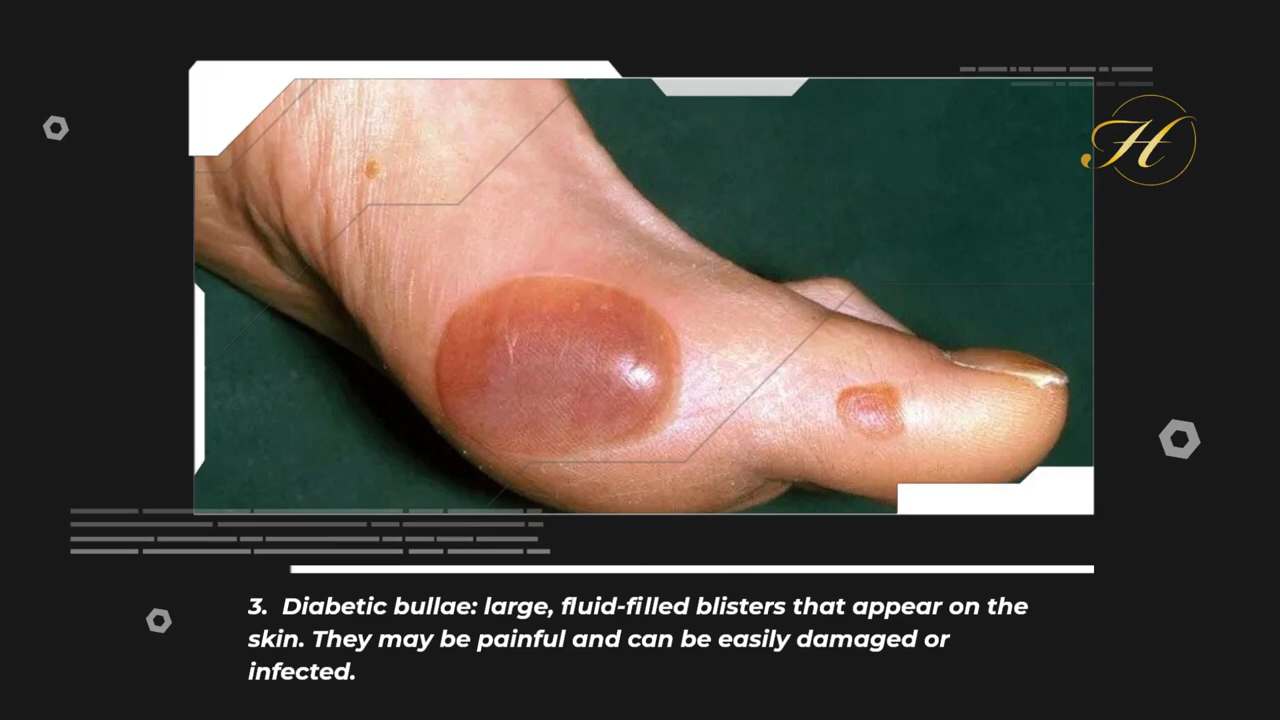 H
3. Diabetic bullae: large, fluid-filled blisters that appear on the
skin. They may be painful and can be easily damaged or
infected.